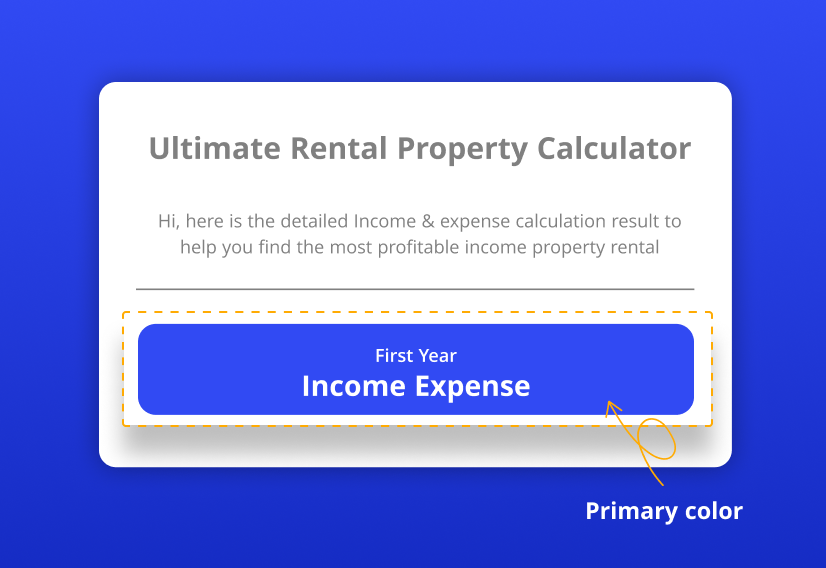 Ultimate Rental Property Calculator
Hi, here is the detailed Income & expense calculation result to
help you find the most profitable income property rental
First Year
Income Expense
Primary color